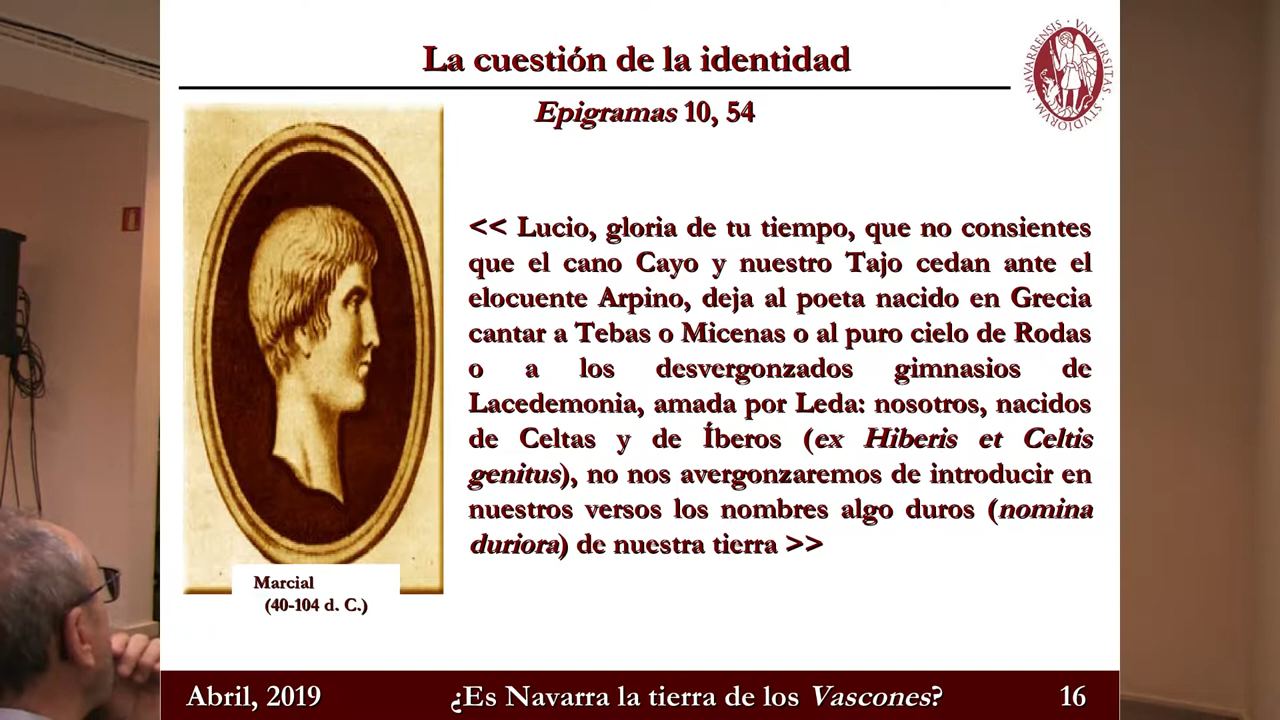 La cuestión de la identidad
Epigramas 10, 54
NAVARRENSIS · VNIVERSITAS · STVDIORVM
<< Lucio, gloria de tu tiempo, que no consientes
que el cano Cayo y nuestro Tajo cedan ante el
elocuente Arpino, deja al poeta nacido en Grecia
cantar a Tebas o Micenas o al puro cielo de Rodas
o a los desvergonzados gimnasios de
Lacedemonia, amada por Leda: nosotros, nacidos
de Celtas y de Íberos (ex Hiberis et Celtis
genitus), no nos avergonzaremos de introducir en
nuestros versos los nombres algo duros (nomina
duriora) de nuestra tierra >>
Marcial
(40-104 d. C.)
Abril, 2019 ¿Es Navarra la tierra de los Vascones? 16